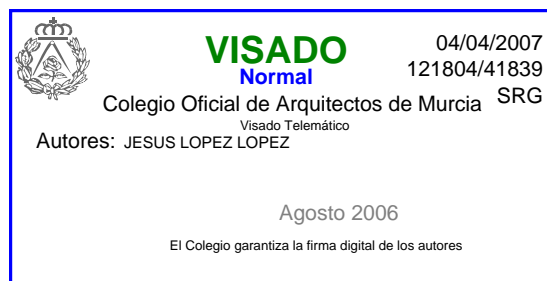 VISADO
Normal
04/04/2007
121804/41839
SRG
Colegio Oficial de Arquitectos de Murcia
Visado Telemático
Autores: JESUS LOPEZ LOPEZ
Agosto 2006
El Colegio garantiza la firma digital de los autores